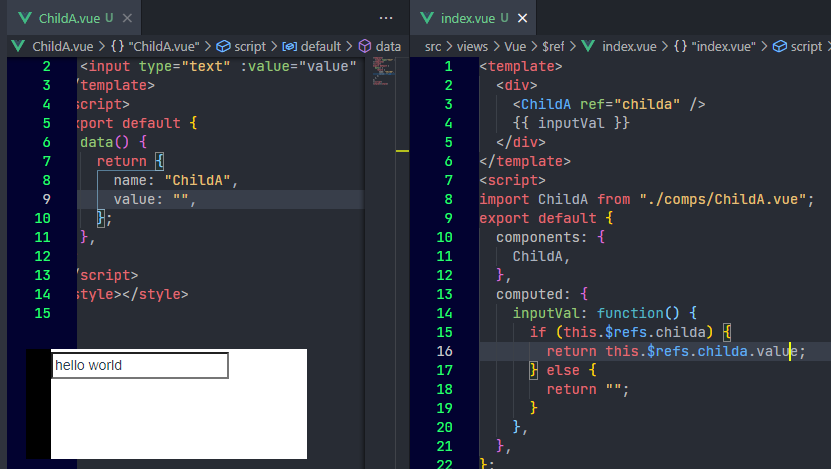 ChildA.vue U ×
ChildA.vue > {} "ChildA.vue" > script > default > data
2 <input type="text" :value="value"
3 /template>
4 script>
5 xport default {
6 data() {
7 return {
8 name: "ChildA",
9 value: "",
10 };
11 },
12
13 /script>
14 style></style>
15
hello world
index.vue U ×
src > views > Vue > $ref > index.vue > {} "index.vue" > script
1 <template>
2 <div>
3 <ChildA ref="childa" />
4 {{ inputVal }}
5 </div>
6 </template>
7 <script>
8 import ChildA from "./comps/ChildA.vue";
9 export default {
10 components: {
11 ChildA,
12 },
13 computed: {
14 inputVal: function() {
15 if (this.$refs.childa) {
16 return this.$refs.childa.value;
17 } else {
18 return "";
19 }
20 },
21 },
22 };